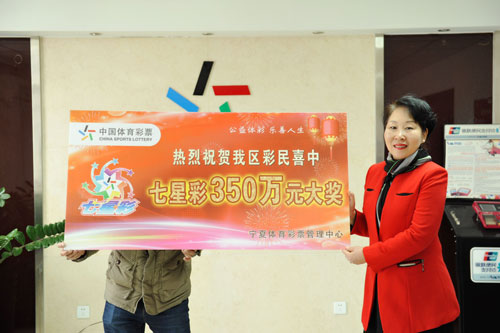 中国体育彩票
CHINA SPORTS LOTTERY
公益体彩 乐善人生
热烈祝贺我区彩民喜中
七星彩350万元大奖
七星彩
宁夏体育彩票管理中心